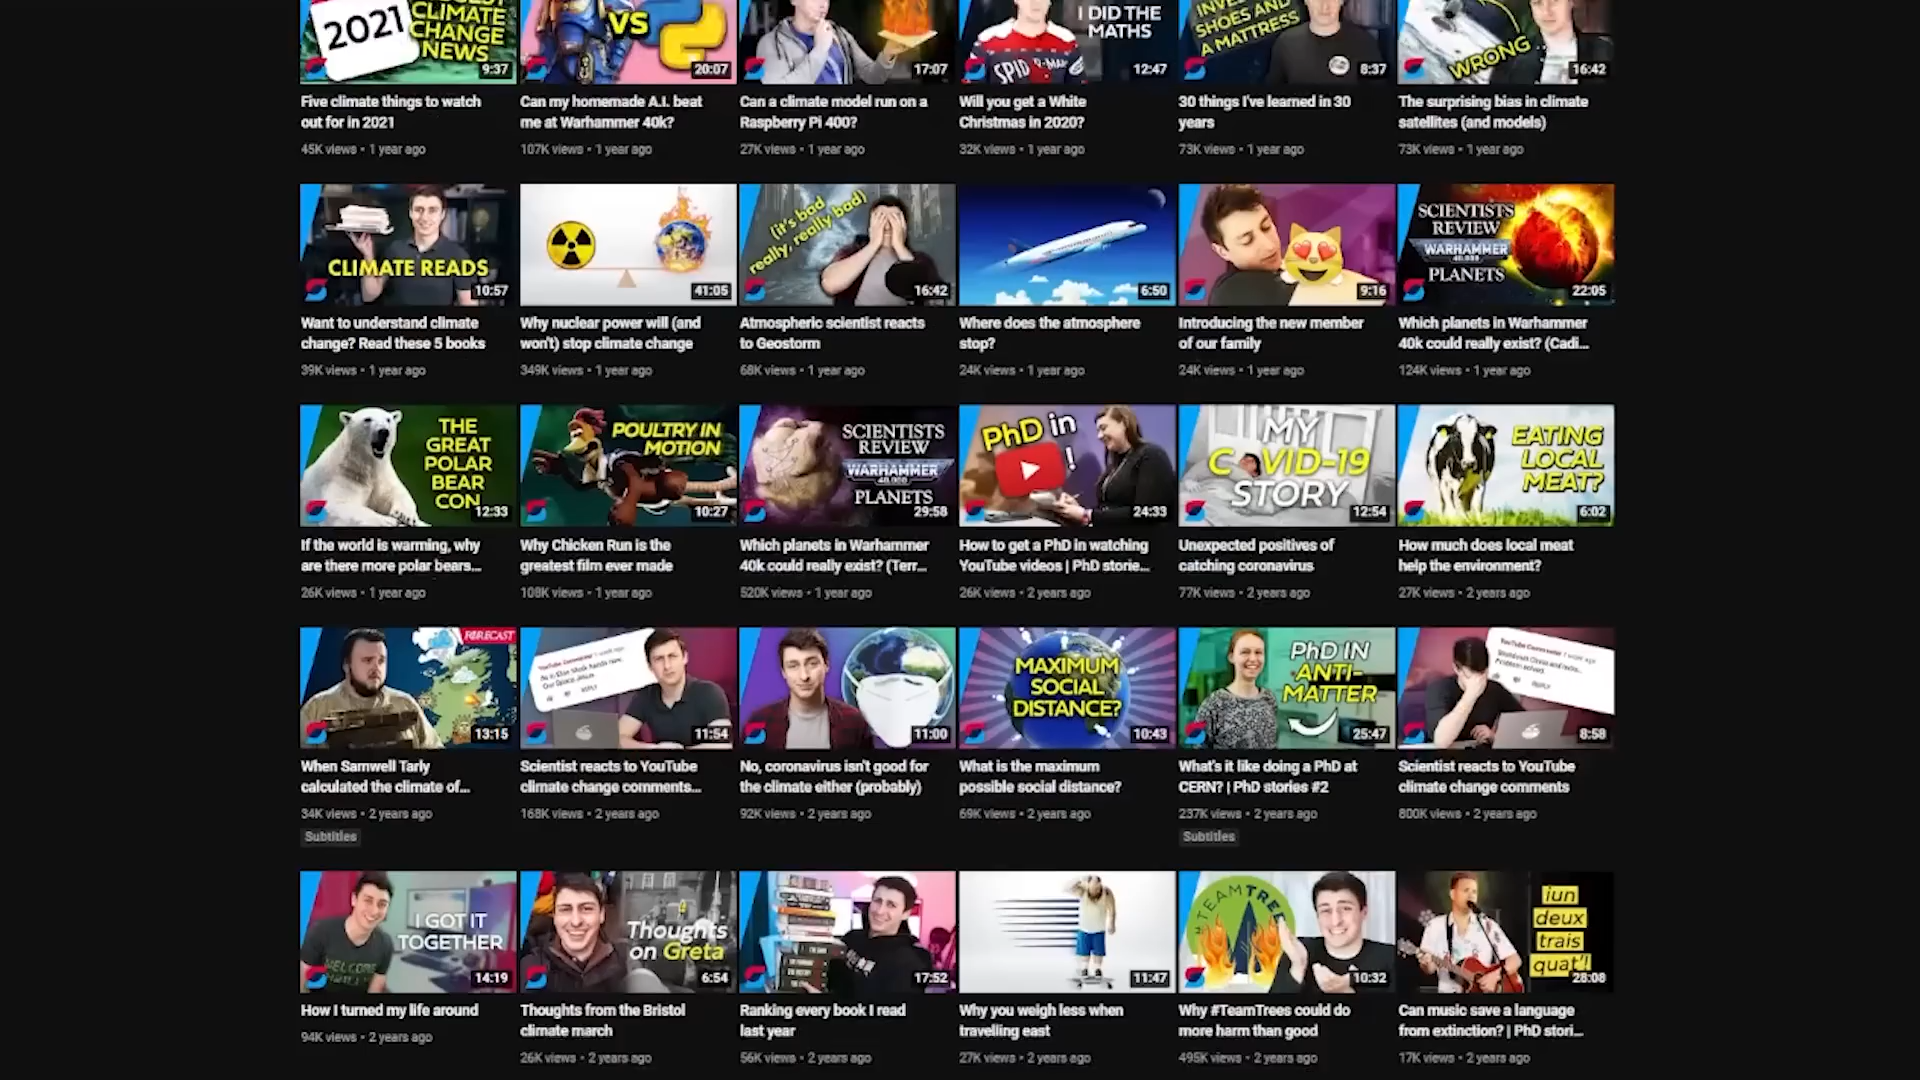 2021
CLIMATE
CHANGE
NEWS
9:37
VS
20:07
17:07
I DID THE
MATHS
12:47
SHOES AND
A MATTRESS
8:37
WRONG
16:42
Five climate things to watch
out for in 2021
45K views • 1 year ago
Can my homemade A.I. beat
me at Warhammer 40k?
107K views • 1 year ago
Can a climate model run on a
Raspberry Pi 400?
27K views • 1 year ago
Will you get a White
Christmas in 2020?
32K views • 1 year ago
30 things I've learned in 30
years
73K views • 1 year ago
The surprising bias in climate
satellites (and models)
73K views • 1 year ago
CLIMATE READS
10:57
41:05
(it's bad
really, really bad)
16:42
6:50
9:16
SCIENTISTS
REVIEW
WARHAMMER
40,000
PLANETS
22:05
Want to understand climate
change? Read these 5 books
39K views • 1 year ago
Why nuclear power will (and
won't) stop climate change
349K views • 1 year ago
Atmospheric scientist reacts
to Geostorm
68K views • 1 year ago
Where does the atmosphere
stop?
24K views • 1 year ago
Introducing the new member
of our family
24K views • 1 year ago
Which planets in Warhammer
40k could really exist? (Cadi...
124K views • 1 year ago
THE
GREAT
POLAR
BEAR
CON
12:33
POULTRY IN
MOTION
10:27
SCIENTISTS
REVIEW
WARHAMMER
40,000
PLANETS
29:58
PhD in
!
24:33
MY
C VID-19
STORY
12:54
EATING
LOCAL
MEAT?
6:02
If the world is warming, why
are there more polar bears...
26K views • 1 year ago
Why Chicken Run is the
greatest film ever made
108K views • 1 year ago
Which planets in Warhammer
40k could really exist? (Terr...
520K views • 1 year ago
How to get a PhD in watching
YouTube videos | PhD storie...
26K views • 2 years ago
Unexpected positives of
catching coronavirus
77K views • 2 years ago
How much does local meat
help the environment?
27K views • 2 years ago
FORECAST
13:15
11:54
11:00
MAXIMUM
SOCIAL
DISTANCE?
10:43
PhD IN
ANTI-
MATTER
25:47
8:58
When Samwell Tarly
calculated the climate of...
34K views • 2 years ago
Subtitles
Scientist reacts to YouTube
climate change comments...
168K views • 2 years ago
No, coronavirus isn't good for
the climate either (probably)
92K views • 2 years ago
What is the maximum
possible social distance?
69K views • 2 years ago
What's it like doing a PhD at
CERN? | PhD stories #2
237K views • 2 years ago
Subtitles
Scientist reacts to YouTube
climate change comments
800K views • 2 years ago
I GOT IT
TOGETHER
WELCOME
14:19
Thoughts
on Greta
6:54
17:52
11:47
#TEAMTREES
10:32
iun
deux
trais
quat'l
28:08
How I turned my life around
94K views • 2 years ago
Thoughts from the Bristol
climate march
26K views • 2 years ago
Ranking every book I read
last year
56K views • 2 years ago
Why you weigh less when
travelling east
27K views • 2 years ago
Why #TeamTrees could do
more harm than good
495K views • 2 years ago
Can music save a language
from extinction? | PhD stori...
17K views • 2 years ago